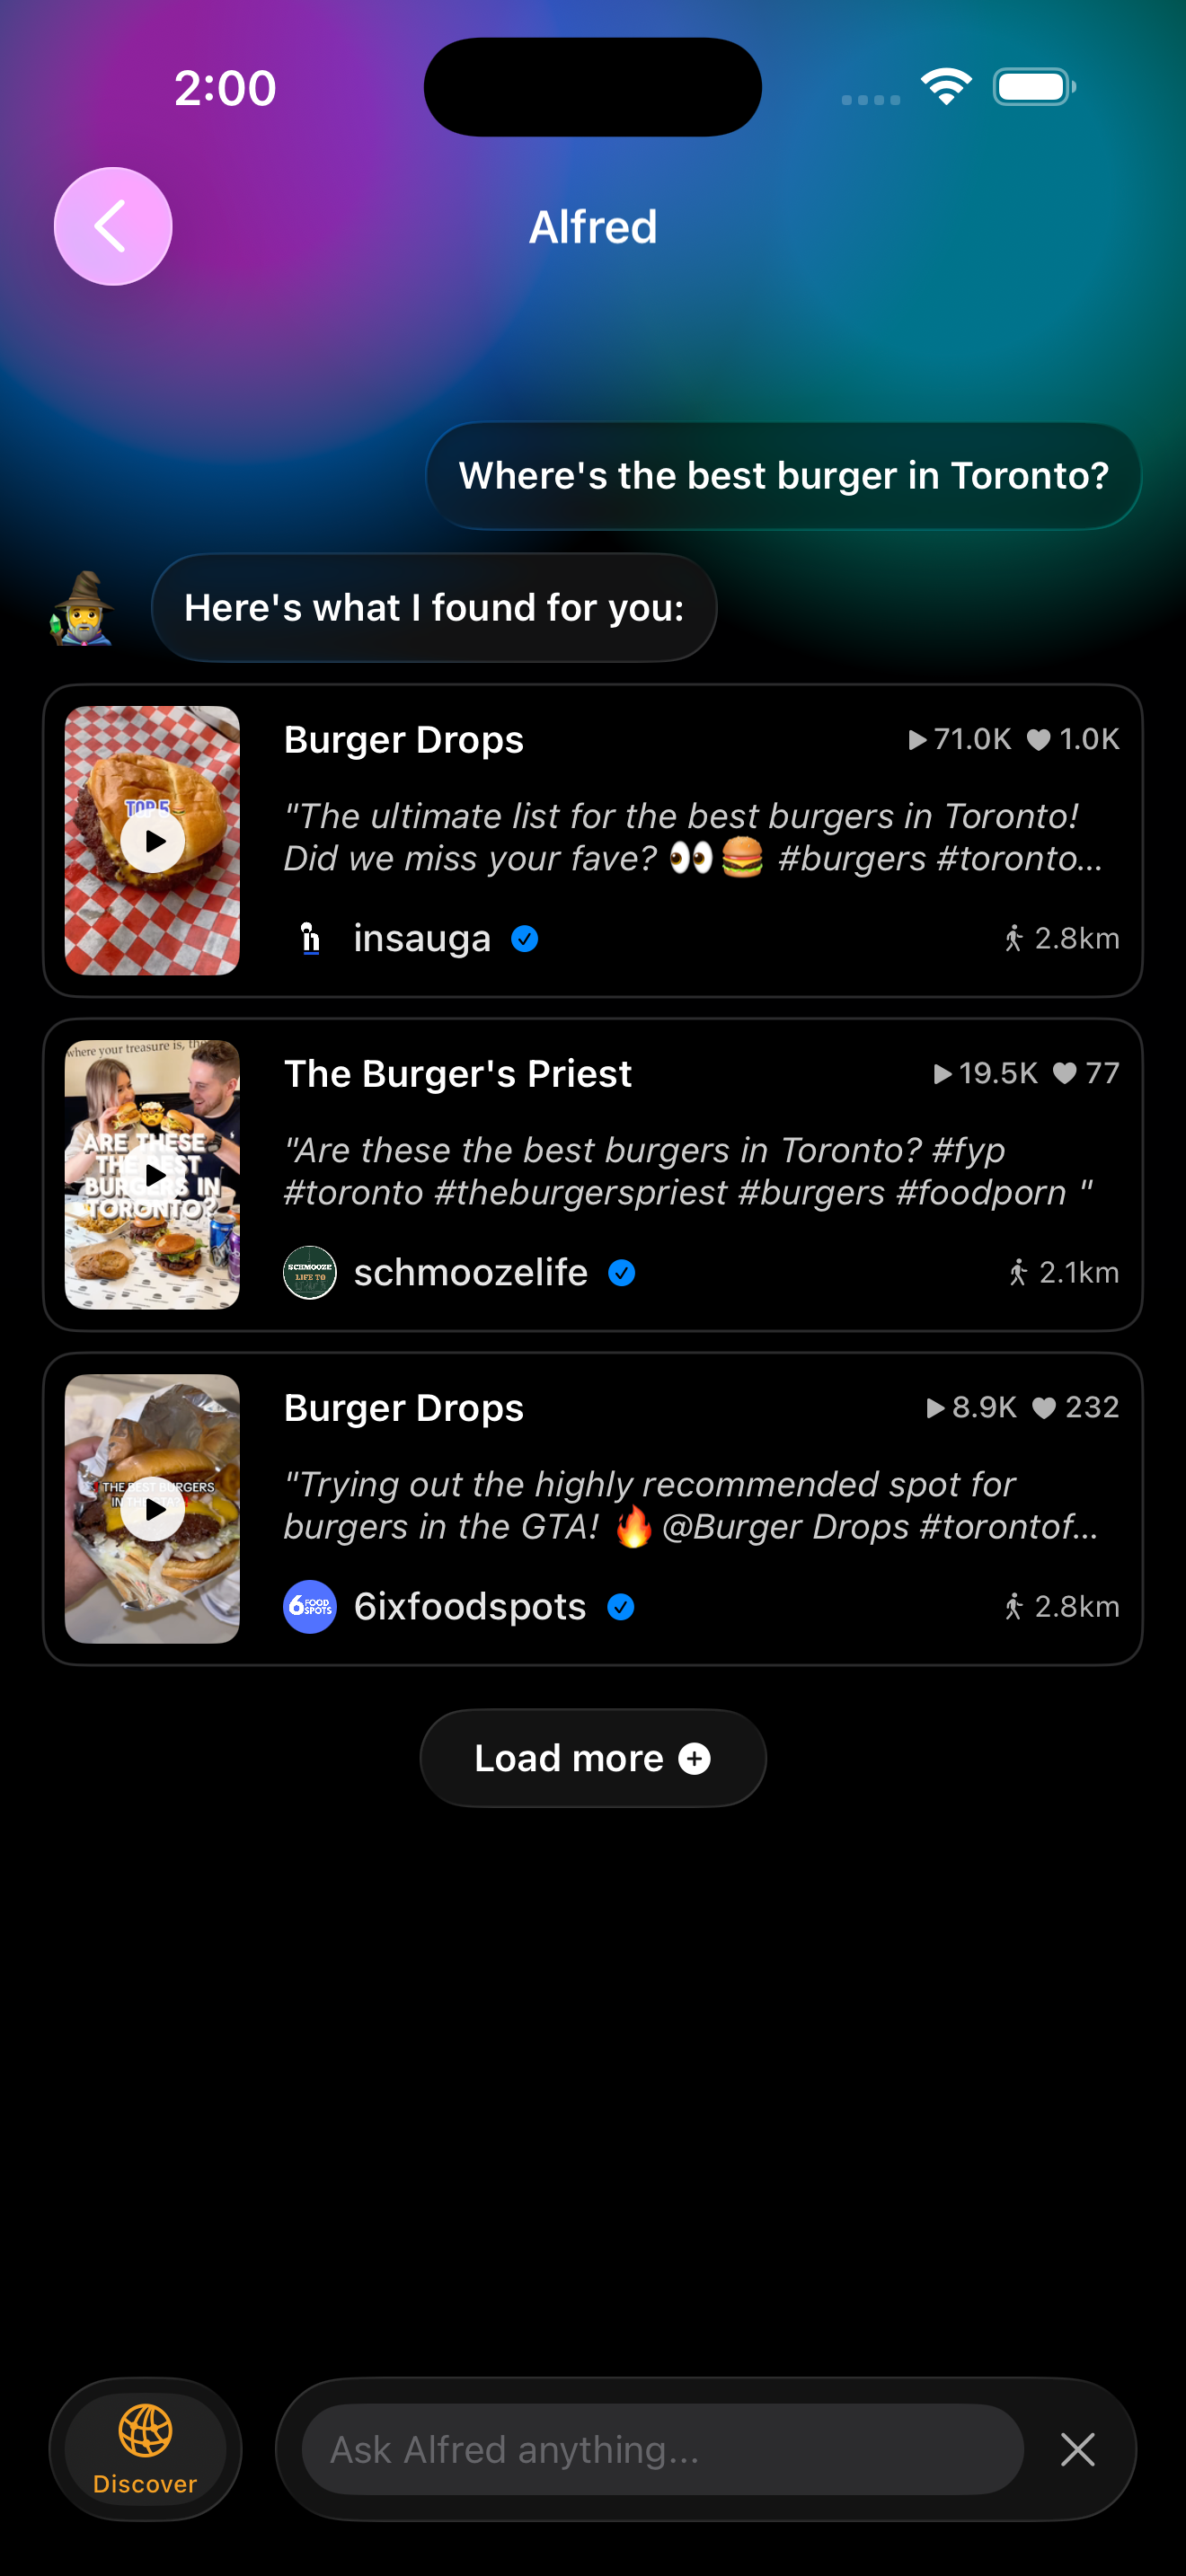 2:00
Alfred
Where's the best burger in Toronto?
Here's what I found for you:
TOP 5
Burger Drops
71.0K 1.0K
"The ultimate list for the best burgers in Toronto!
Did we miss your fave? 👀🍔 #burgers #toronto...
insauga
2.8km
where your treasure is, th
ARE THESE
THE BEST
BURGERS IN
TORONTO?
The Burger's Priest
19.5K 77
"Are these the best burgers in Toronto? #fyp
#toronto #theburgerspriest #burgers #foodporn "
SCHMOOZE
LIFE TO
schmoozelife
2.1km
THE BEST BURGERS
IN THE GTA?
Burger Drops
8.9K 232
"Trying out the highly recommended spot for
burgers in the GTA! 🔥 @Burger Drops #torontof...
6 FOOD
SPOTS
6ixfoodspots
2.8km
Load more
Discover
Ask Alfred anything...